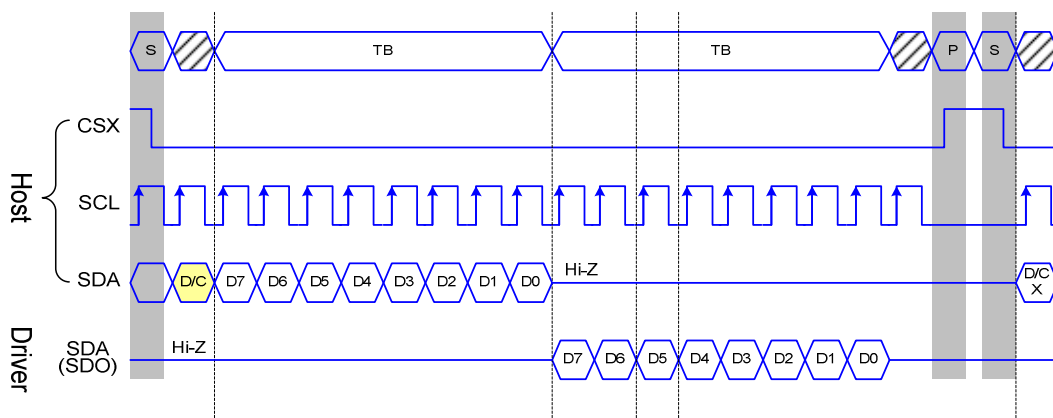 S TB TB P S
CSX
Host
SCL
SDA D/C D7 D6 D5 D4 D3 D2 D1 D0 Hi-Z D/C
X
Driver
SDA
(SDO)
Hi-Z D7 D6 D5 D4 D3 D2 D1 D0